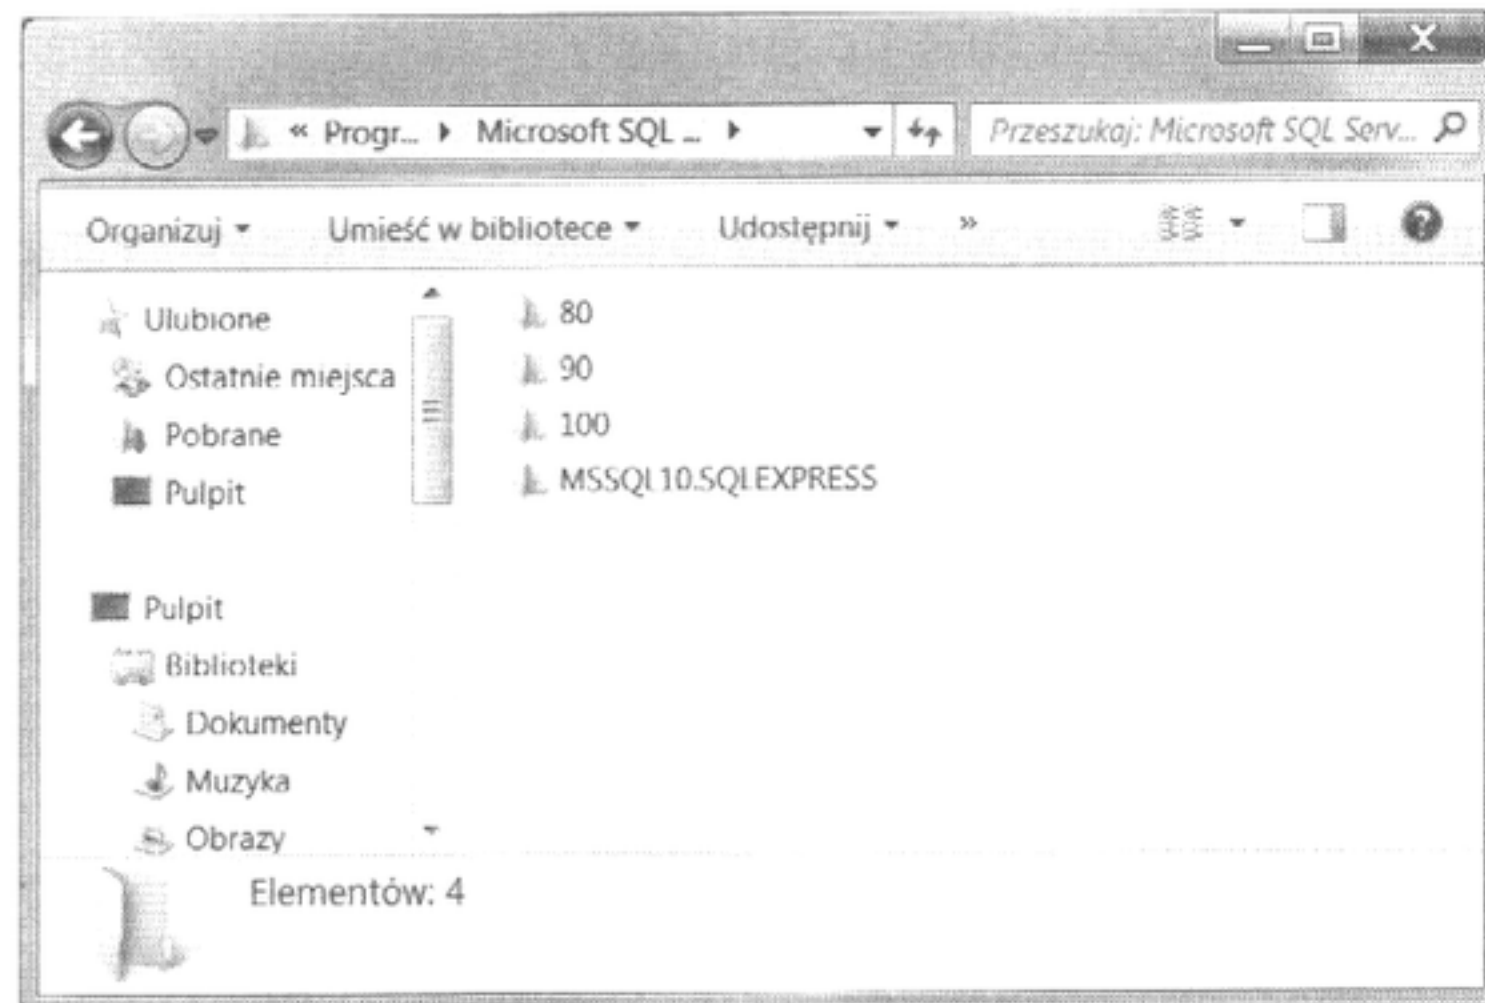 « Progr... Microsoft SQL ... Przeszukaj: Microsoft SQL Serv...
Organizuj Umieść w bibliotece Udostępnij »
Ulubione
Ostatnie miejsca
Pobrane
Pulpit
Pulpit
Biblioteki
Dokumenty
Muzyka
Obrazy
80
90
100
MSSQL10.SQLEXPRESS
Elementów: 4